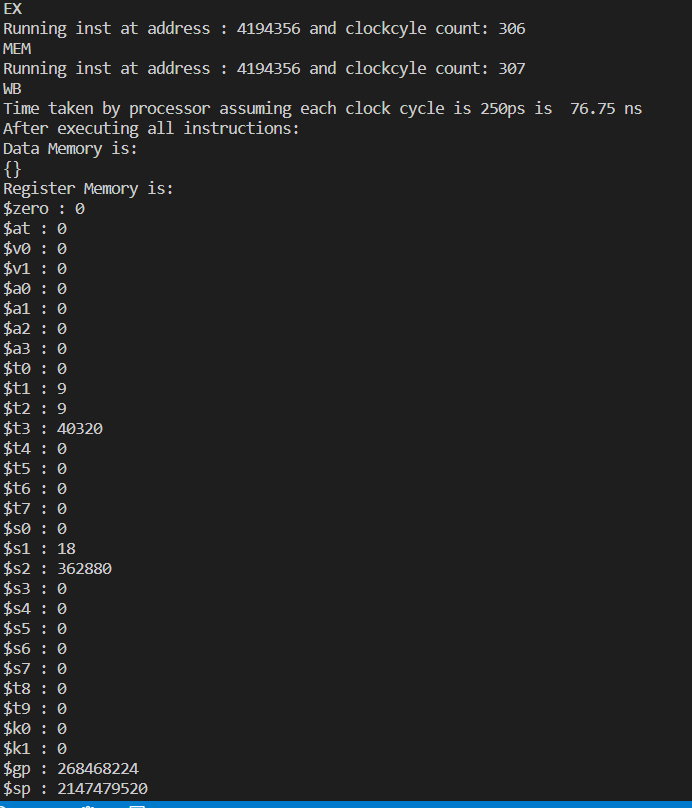 EX
Running inst at address : 4194356 and clockcyle count: 306
MEM
Running inst at address : 4194356 and clockcyle count: 307
WB
Time taken by processor assuming each clock cycle is 250ps is  76.75 ns
After executing all instructions:
Data Memory is:
{}
Register Memory is:
$zero : 0
$at : 0
$v0 : 0
$v1 : 0
$a0 : 0
$a1 : 0
$a2 : 0
$a3 : 0
$t0 : 0
$t1 : 9
$t2 : 9
$t3 : 40320
$t4 : 0
$t5 : 0
$t6 : 0
$t7 : 0
$s0 : 0
$s1 : 18
$s2 : 362880
$s3 : 0
$s4 : 0
$s5 : 0
$s6 : 0
$s7 : 0
$t8 : 0
$t9 : 0
$k0 : 0
$k1 : 0
$gp : 268468224
$sp : 2147479520